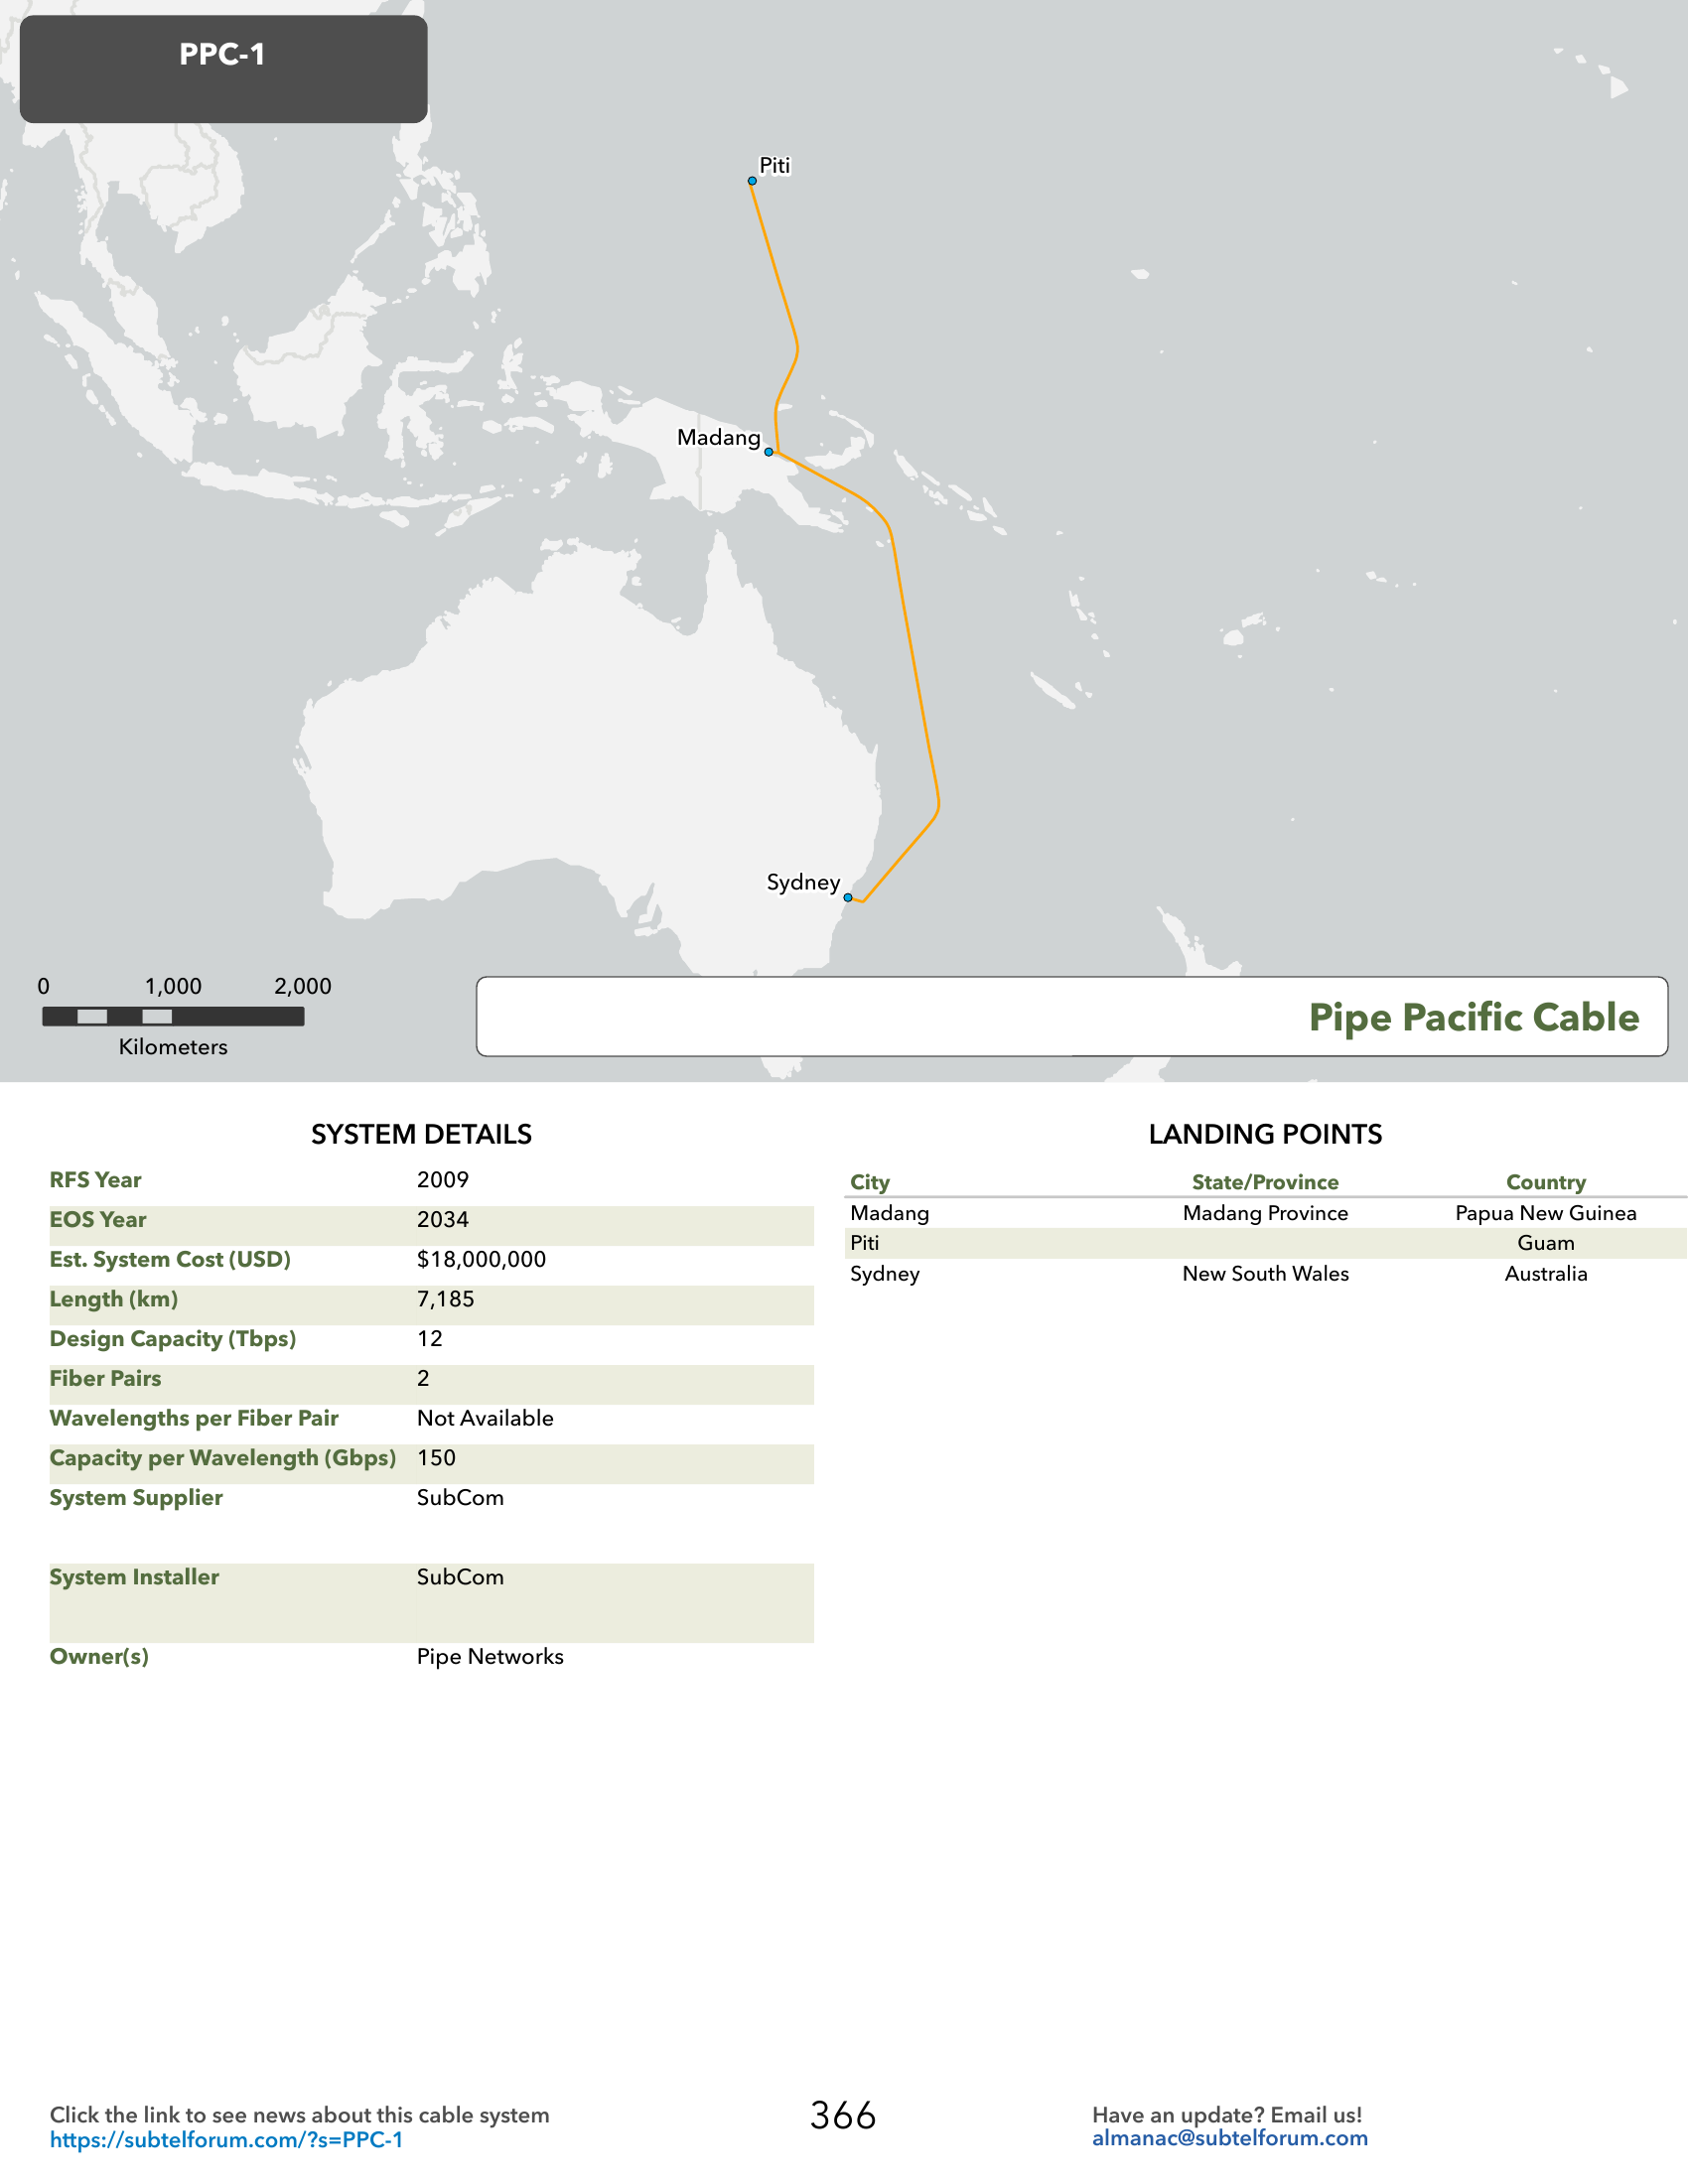 PPC-1
Piti
Madang
Sydney
0 1,000 2,000
Kilometers
Pipe Pacific Cable
SYSTEM DETAILS
RFS Year 2009
EOS Year 2034
Est. System Cost (USD) $18,000,000
Length (km) 7,185
Design Capacity (Tbps) 12
Fiber Pairs 2
Wavelengths per Fiber Pair Not Available
Capacity per Wavelength (Gbps) 150
System Supplier SubCom
System Installer SubCom
Owner(s) Pipe Networks
LANDING POINTS
City State/Province Country
Madang Madang Province Papua New Guinea
Piti Guam
Sydney New South Wales Australia
Click the link to see news about this cable system
https://subtelforum.com/?s=PPC-1
366
Have an update? Email us!
almanac@subtelforum.com